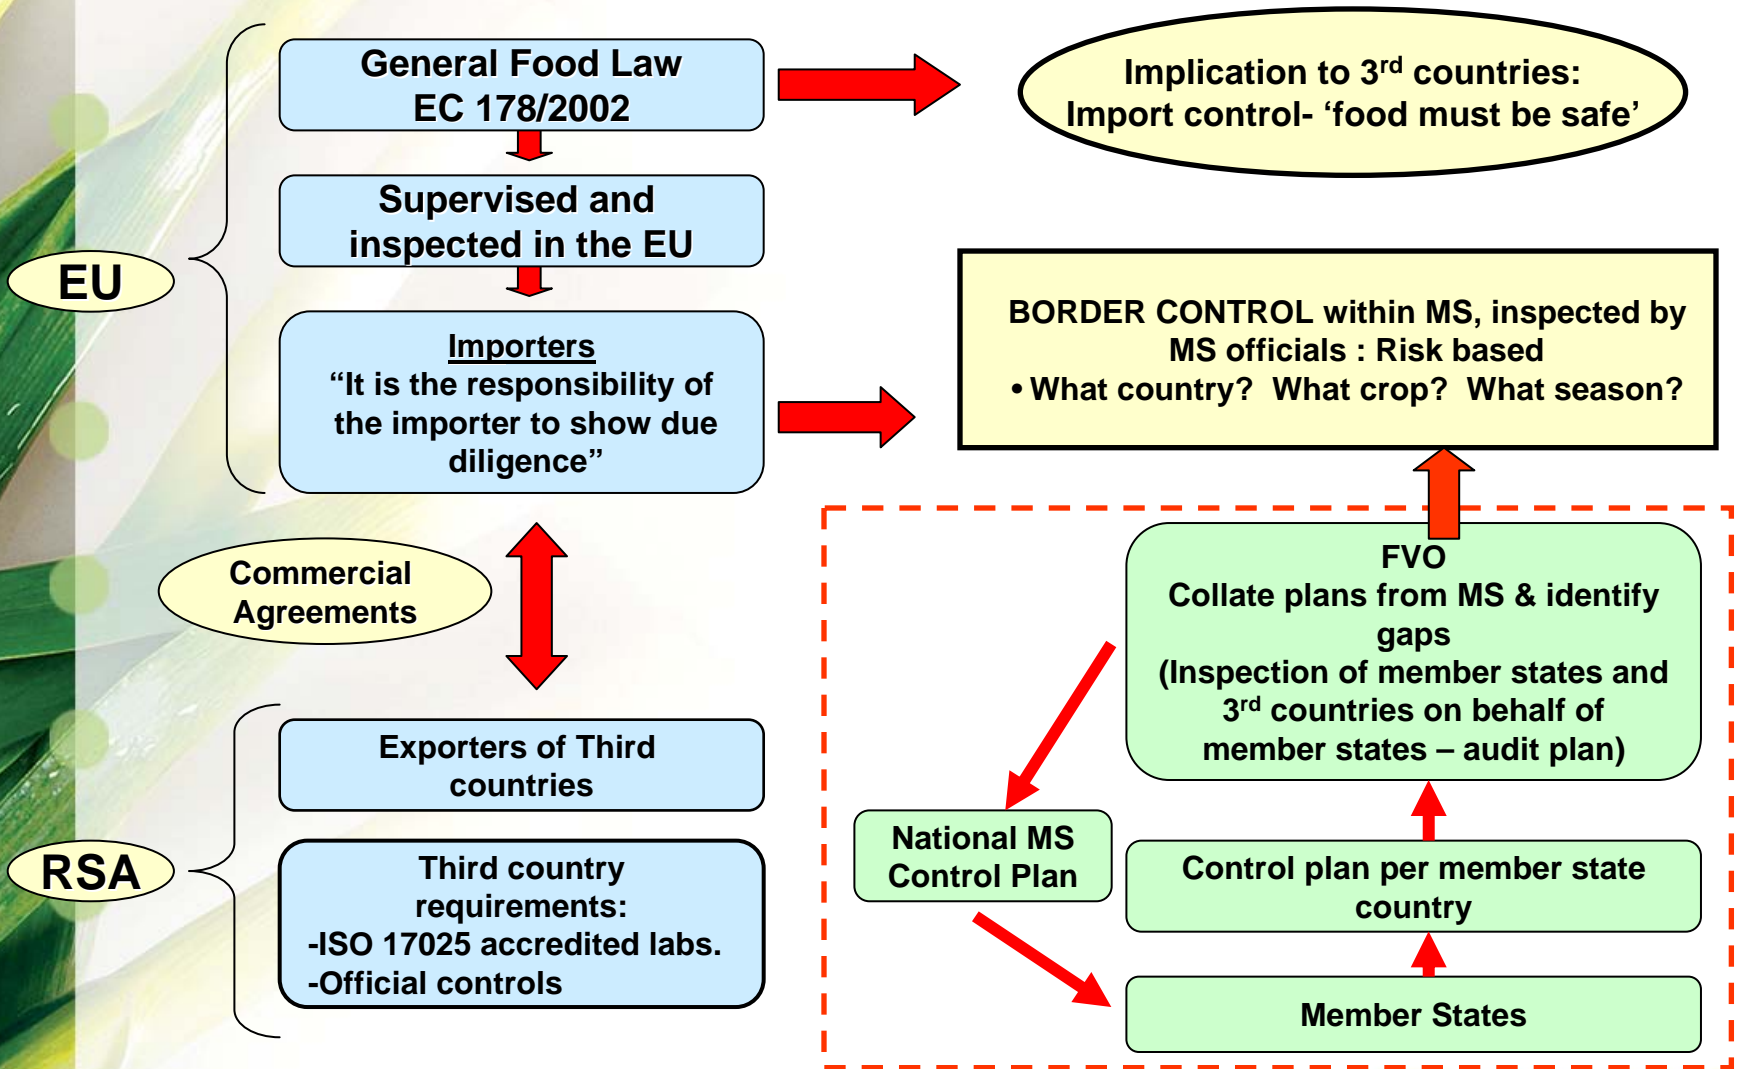 General Food Law
EC 178/2002
Implication to 3rd countries:
Import control- ‘food must be safe’
Supervised and
inspected in the EU
EU
Importers
“It is the responsibility of
the importer to show due
diligence”
BORDER CONTROL within MS, inspected by
MS officials : Risk based
• What country? What crop? What season?
Commercial
Agreements
FVO
Collate plans from MS & identify
gaps
(Inspection of member states and
3rd countries on behalf of
member states – audit plan)
Exporters of Third
countries
RSA
Third country
requirements:
-ISO 17025 accredited labs.
-Official controls
National MS
Control Plan
Control plan per member state
country
Member States